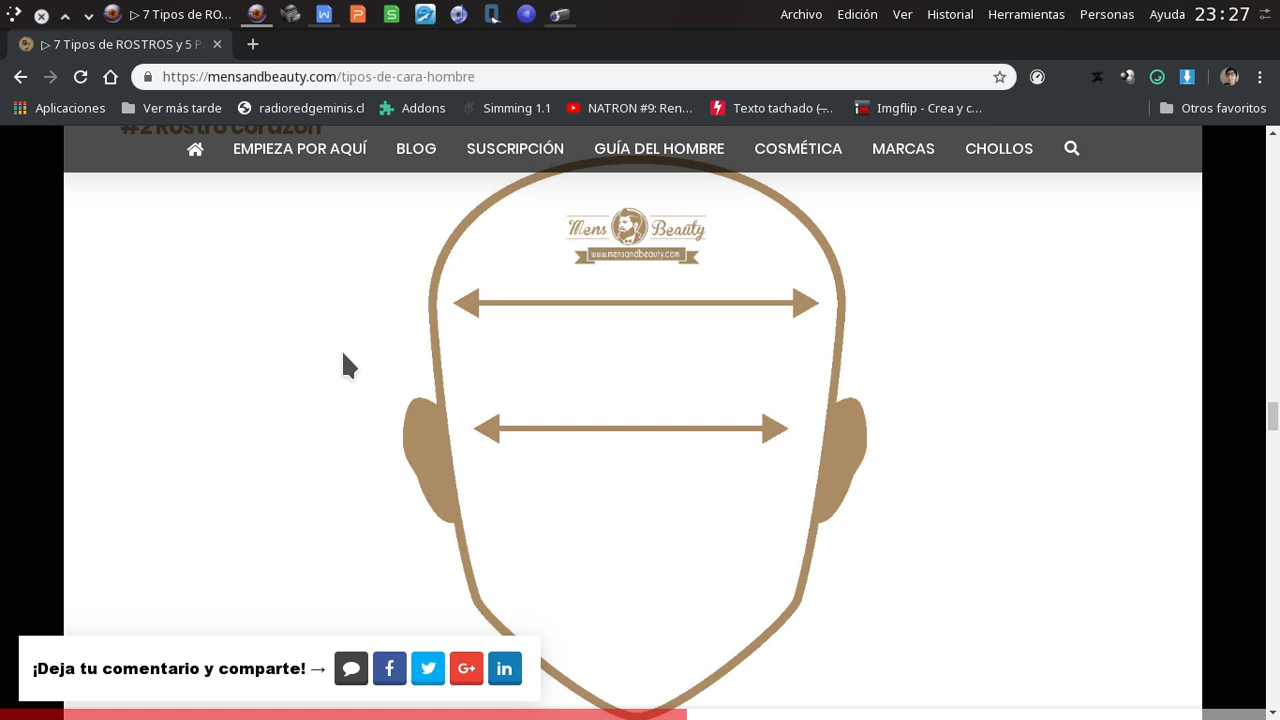 ▷ 7 Tipos de RO...
Archivo Edición Ver Historial Herramientas Personas Ayuda 23:27
▷ 7 Tipos de ROSTROS y 5 P
https://mensandbeauty.com/tipos-de-cara-hombre
Aplicaciones Ver más tarde radioredgeminis.cl Addons Simming 1.1 NATRON #9: Ren... Texto tachado (... Imgflip - Crea y c... Otros favoritos
#2 Rostro corazón
EMPIEZA POR AQUÍ BLOG SUSCRIPCIÓN GUÍA DEL HOMBRE COSMÉTICA MARCAS CHOLLOS
Mens Beauty
www.mensandbeauty.com
¡Deja tu comentario y comparte! →